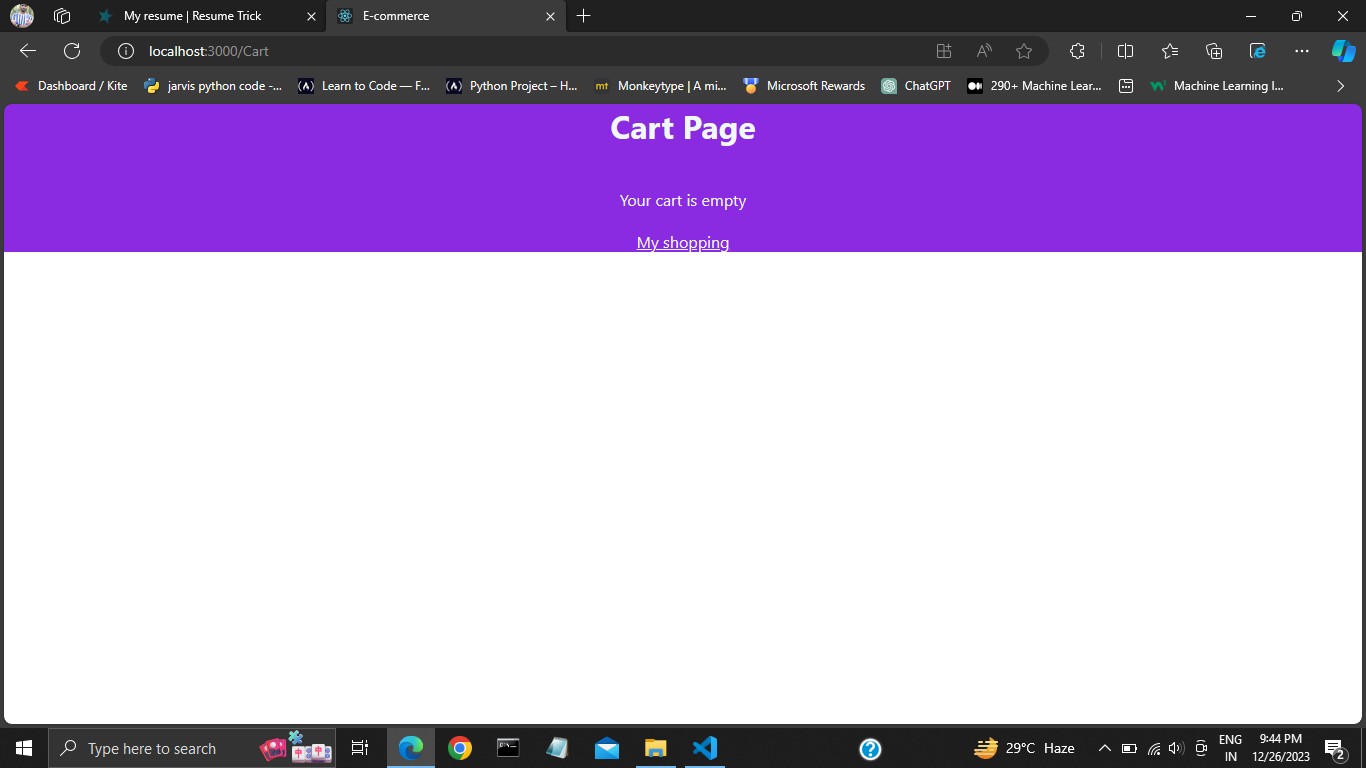 My resume | Resume Trick
E-commerce
localhost:3000/Cart
Dashboard / Kite
jarvis python code -...
Learn to Code — F...
Python Project – H...
mt
Monkeytype | A mi...
Microsoft Rewards
ChatGPT
290+ Machine Lear...
Machine Learning I...
Cart Page
Your cart is empty
My shopping
Type here to search
29°C Haze
ENG
IN
9:44 PM
12/26/2023
2